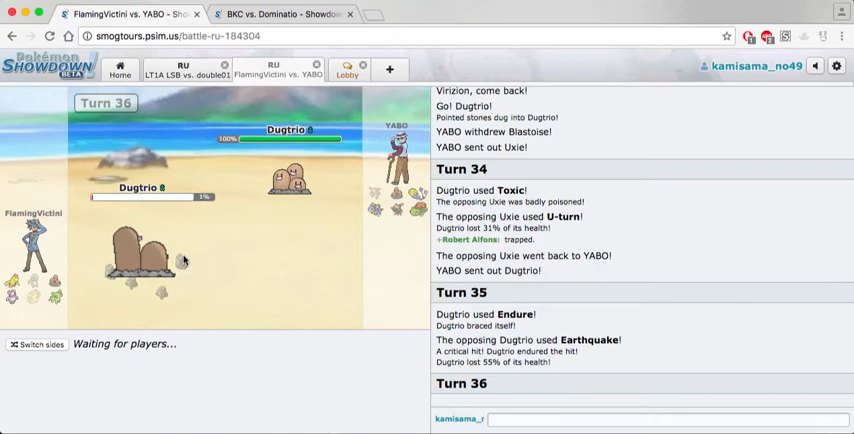 FlamingVictini vs. YABO - Sho
BKC vs. Dominatio - Showdow
smogtours.psim.us/battle-ru-184304
Pokémon
SHOWDOWN!
BETA
Home
RU
LT1A LSB vs. double01
RU
FlamingVictini vs. YABO
Lobby
kamisama_no49
Turn 36
Dugtrio
100%
YABO
Dugtrio
1%
FlamingVictini
Switch sides
Waiting for players...
Virizion, come back!
Go! Dugtrio!
Pointed stones dug into Dugtrio!
YABO withdrew Blastoise!
YABO sent out Uxie!
Turn 34
Dugtrio used Toxic!
The opposing Uxie was badly poisoned!
The opposing Uxie used U-turn!
Dugtrio lost 31% of its health!
+Robert Alfons: trapped.
The opposing Uxie went back to YABO!
YABO sent out Dugtrio!
Turn 35
Dugtrio used Endure!
Dugtrio braced itself!
The opposing Dugtrio used Earthquake!
A critical hit! Dugtrio endured the hit!
Dugtrio lost 55% of its health!
Turn 36
kamisama_r